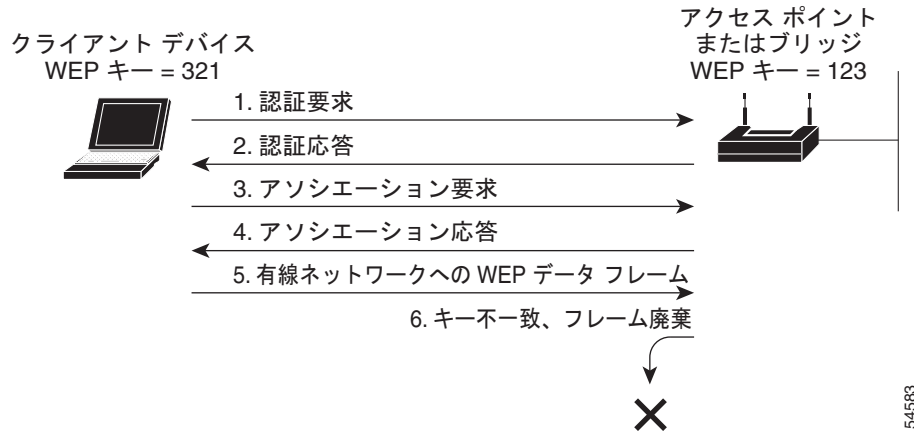 クライアント デバイス
WEP キー = 321
アクセス ポイント
またはブリッジ
WEP キー = 123
1. 認証要求
2. 認証応答
3. アソシエーション要求
4. アソシエーション応答
5. 有線ネットワークへの WEP データ フレーム
6. キー不一致、フレーム廃棄
54583